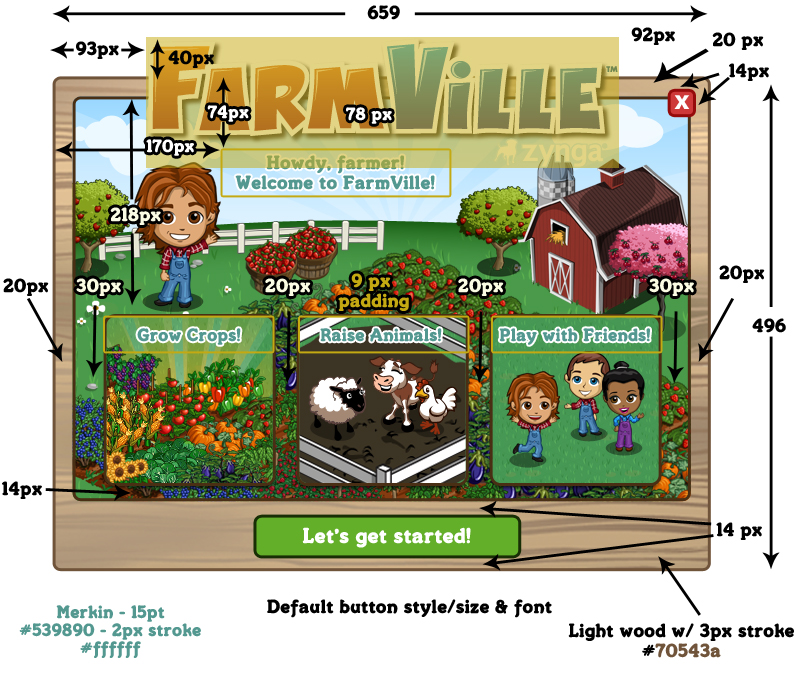 659
93px
40px
92px
20 px
14px
FARMVILLE™
X
74px
78 px
170px
zynga
Howdy, farmer!
Welcome to FarmVille!
218px
20px
30px
20px
9 px
padding
20px
30px
20px
496
Grow Crops!
Raise Animals!
Play with Friends!
14px
Let's get started!
14 px
Merkin - 15pt
#539890 - 2px stroke
#ffffff
Default button style/size & font
Light wood w/ 3px stroke
#70543a